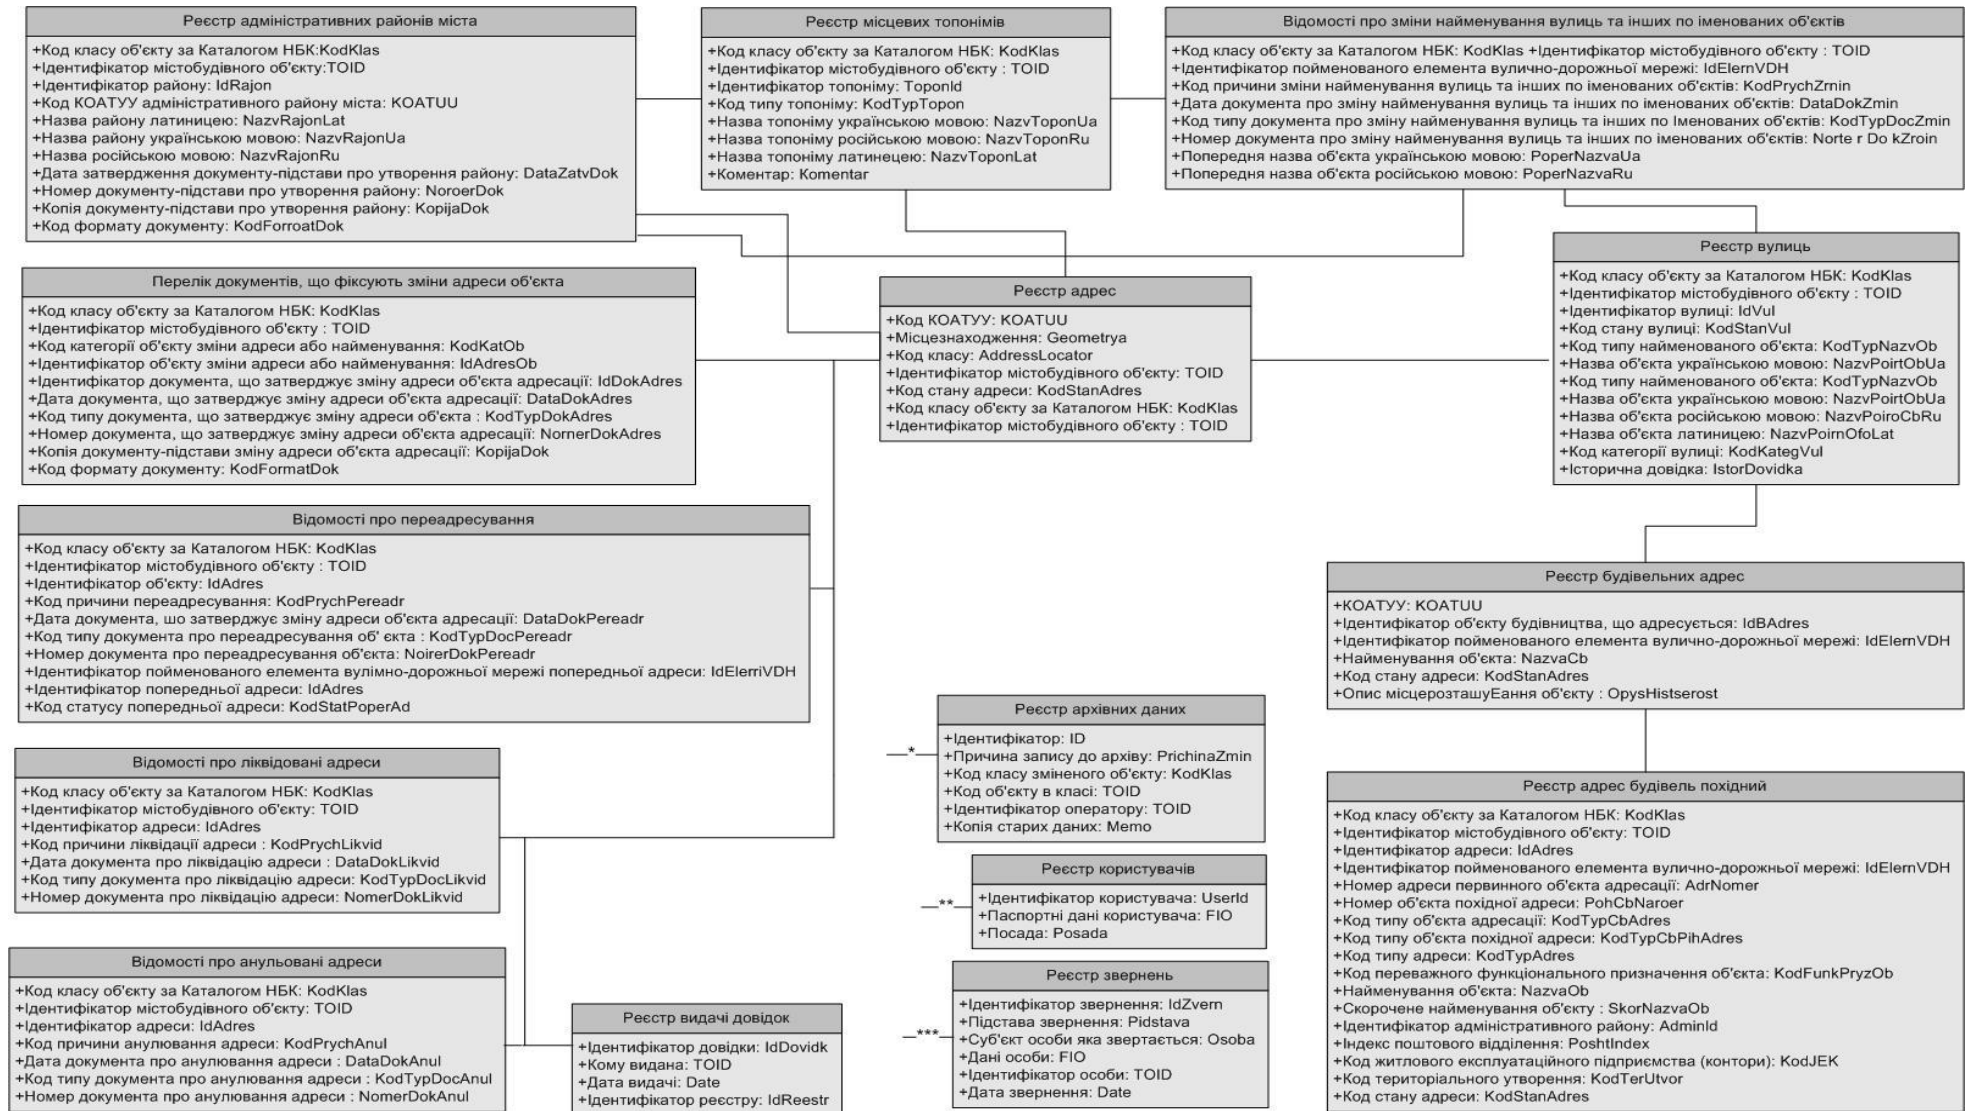 Реєстр адміністративних районів міста
+Код класу об'єкту за Каталогом НБК:KodKlas
+Ідентифікатор містобудівного об'єкту:TOID
+Ідентифікатор району: IdRajon
+Код КОАТУУ адміністративного району міста: KOATUU
+Назва району латиницею: NazvRajonLat
+Назва району українською мовою: NazvRajonUa
+Назва російською мовою: NazvRajonRu
+Дата затвердження документу-підстави про утворення району: DataZatvDok
+Номер документу-підстави про утворення району: NoroerDok
+Копія документу-підстави про утворення району: KopijaDok
+Код формату документу: KodForroatDok
Реєстр місцевих топонімів
+Код класу об'єкту за Каталогом НБК: KodKlas
+Ідентифікатор містобудівного об'єкту : TOID
+Ідентифікатор топоніму: ToponId
+Код типу топоніму: KodTypTopon
+Назва топоніму українською мовою: NazvToponUa
+Назва топоніму російською мовою: NazvToponRu
+Назва топоніму латинецею: NazvToponLat
+Коментар: Komentar
Відомості про зміни найменування вулиць та інших по іменованих об'єктів
+Код класу об'єкту за Каталогом НБК: KodKlas +Ідентифікатор містобудівного об'єкту : TOID
+Ідентифікатор пойменованого елемента вулично-дорожньої мережі: IdElernVDH
+Код причини зміни найменування вулиць та інших по іменованих об'єктів: KodPrychZrnin
+Дата документа про зміну найменування вулиць та інших по іменованих об'єктів: DataDokZmin
+Код типу документа про зміну найменування вулиць та інших по Іменованих об'єктів: KodTypDocZmin
+Номер документа про зміну найменування вулиць та інших по іменованих об'єктів: Norte r Do kZroin
+Попередня назва об'єкта українською мовою: PoperNazvaUa
+Попередня назва об'єкта російською мовою: PoperNazvaRu
Перелік документів, що фіксують зміни адреси об'єкта
+Код класу об'єкту за Каталогом НБК: KodKlas
+Ідентифікатор містобудівного об'єкту : TOID
+Код категорії об'єкту зміни адреси або найменування: KodKatOb
+Ідентифікатор об'єкту зміни адреси або найменування: IdAdresOb
+Ідентифікатор документа, що затверджує зміну адреси об'єкта адресації: IdDokAdres
+Дата документа, що затверджує зміну адреси об'єкта адресації: DataDokAdres
+Код типу документа, що затверджує зміну адреси об'єкта : KodTypDokAdres
+Номер документа, що затверджує зміну адреси об'єкта адресації: NornerDokAdres
+Копія документу-підстави зміну адреси об'єкта адресації: KopijaDok
+Код формату документу: KodFormatDok
Реєстр адрес
+Код КОАТУУ: KOATUU
+Місцезнаходження: Geometrya
+Код класу: AddressLocator
+Ідентифікатор містобудівного об'єкту: TOID
+Код стану адреси: KodStanAdres
+Код класу об'єкту за Каталогом НБК: KodKlas
+Ідентифікатор містобудівного об'єкту : TOID
Реєстр вулиць
+Код класу об'єкту за Каталогом НБК: KodKlas
+Ідентифікатор містобудівного об'єкту : TOID
+Ідентифікатор вулиці: IdVul
+Код стану вулиці: KodStanVul
+Код типу найменованого об'єкта: KodTypNazvOb
+Назва об'єкта українською мовою: NazvPoirtObUa
+Код типу найменованого об'єкта: KodTypNazvOb
+Назва об'єкта українською мовою: NazvPoirtObUa
+Назва об'єкта російською мовою: NazvPoiroCbRu
+Назва об'єкта латиницею: NazvPoirnOfoLat
+Код категорії вулиці: KodKategVul
+Історична довідка: IstorDovidka
Відомості про переадресування
+Код класу об'єкту за Каталогом НБК: KodKlas
+Ідентифікатор містобудівного об'єкту : TOID
+Ідентифікатор об'єкту: IdAdres
+Код причини переадресування: KodPrychPereadr
+Дата документа, шо затверджує зміну адреси об'єкта адресації: DataDokPereadr
+Код типу документа про переадресування об' єкта : KodTypDocPereadr
+Номер документа про переадресування об'єкта: NoirerDokPereadr
+Ідентифікатор пойменованого елемента вулімно-дорожньої мережі попередньої адреси: IdElerriVDH
+Ідентифікатор попередньої адреси: IdAdres
+Код статусу попередньої адреси: KodStatPoperAd
Реєстр будівельних адрес
+КОАТУУ: KOATUU
+Ідентифікатор об'єкту будівництва, що адресується: IdBAdres
+Ідентифікатор пойменованого елемента вулично-дорожньої мережі: IdElernVDH
+Найменування об'єкта: NazvaCb
+Код стану адреси: KodStanAdres
+Опис місцерозташуЕання об'єкту : OpysHistserost
Реєстр архівних даних
+Ідентифікатор: ID
+Причина запису до архіву: PrichinaZmin
+Код класу зміненого об'єкту: KodKlas
+Код об'єкту в класі: TOID
+Ідентифікатор оператору: TOID
+Копія старих даних: Memo
*
Відомості про ліквідовані адреси
+Код класу об'єкту за Каталогом НБК: KodKlas
+Ідентифікатор містобудівного об'єкту: TOID
+Ідентифікатор адреси: IdAdres
+Код причини ліквідації адреси : KodPrychLikvid
+Дата документа про ліквідацію адреси : DataDokLikvid
+Код типу документа про ліквідацію адреси: KodTypDocLikvid
+Номер документа про ліквідацію адреси: NomerDokLikvid
Реєстр адрес будівель похідний
+Код класу об'єкту за Каталогом НБК: KodKlas
+Ідентифікатор містобудівного об'єкту: TOID
+Ідентифікатор адреси: IdAdres
+Ідентифікатор пойменованого елемента вулично-дорожньої мережі: IdElernVDH
+Номер адреси первинного об'єкта адресації: AdrNomer
+Номер об'єкта похідної адреси: PohCbNaroer
+Код типу об'єкта адресації: KodTypCbAdres
+Код типу об'єкта похідної адреси: KodTypCbPihAdres
+Код типу адреси: KodTypAdres
+Код переважного функціонального призначення об'єкта: KodFunkPryzOb
+Найменування об'єкта: NazvaOb
+Скорочене найменування об'єкту : SkorNazvaOb
+Ідентифікатор адміністративного району: AdminId
+Індекс поштового відділення: PoshtIndex
+Код житлового експлуатаційного підприємства (контори): KodJEK
+Код територіального утворення: KodTerUtvor
+Код стану адреси: KodStanAdres
Реєстр користувачів
+Ідентифікатор користувача: UserId
+Паспортні дані користувача: FIO
+Посада: Posada
**
Відомості про анульовані адреси
+Код класу об'єкту за Каталогом НБК: KodKlas
+Ідентифікатор містобудівного об'єкту: TOID
+Ідентифікатор адреси: IdAdres
+Код причини анулювання адреси: KodPrychAnul
+Дата документа про анулювання адреси : DataDokAnul
+Код типу документа про анулювання адреси : KodTypDocAnul
+Номер документа про анулювання адреси : NomerDokAnul
Реєстр видачі довідок
+Ідентифікатор довідки: IdDovidk
+Кому видана: TOID
+Дата видачі: Date
+Ідентифікатор реєстру: IdReestr
Реєстр звернень
+Ідентифікатор звернення: IdZvern
+Підстава звернення: Pidstava
+Суб'єкт особи яка звертається: Osoba
+Дані особи: FIO
+Ідентифікатор особи: TOID
+Дата звернення: Date
***